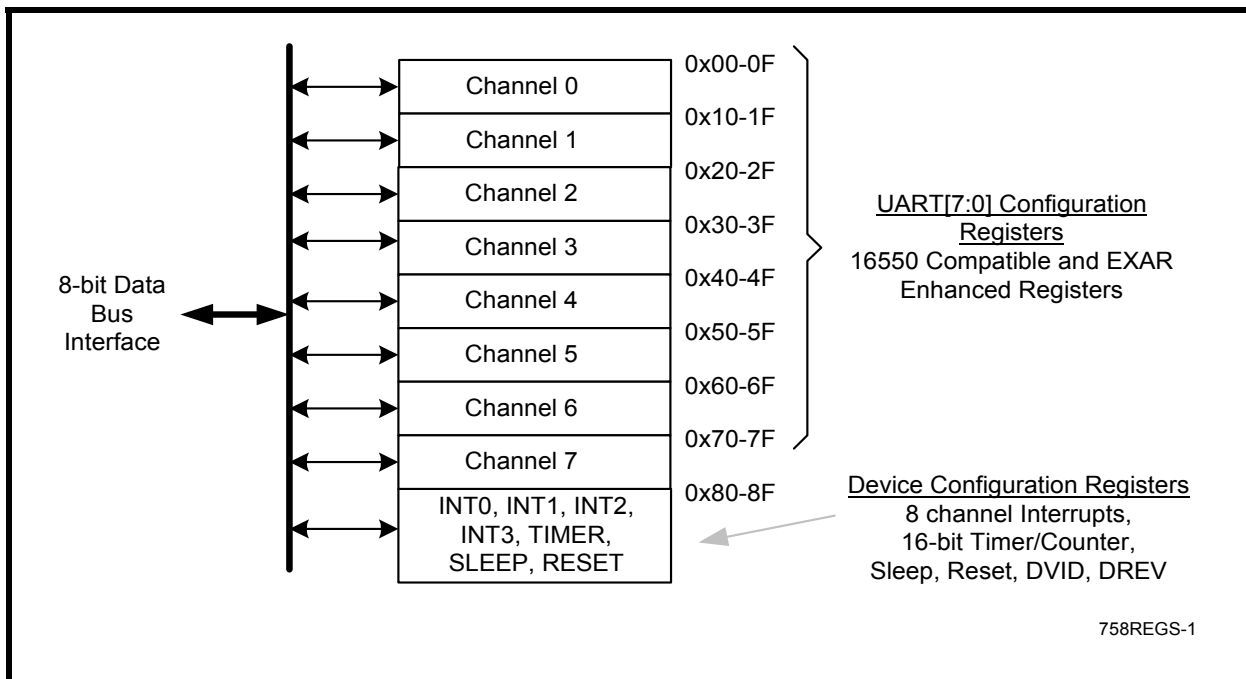 8-bit Data
Bus
Interface
Channel 0
Channel 1
Channel 2
Channel 3
Channel 4
Channel 5
Channel 6
Channel 7
INT0, INT1, INT2,
INT3, TIMER,
SLEEP, RESET
0x00-0F
0x10-1F
0x20-2F
0x30-3F
0x40-4F
0x50-5F
0x60-6F
0x70-7F
0x80-8F
UART[7:0] Configuration
Registers
16550 Compatible and EXAR
Enhanced Registers
Device Configuration Registers
8 channel Interrupts,
16-bit Timer/Counter,
Sleep, Reset, DVID, DREV
758REGS-1